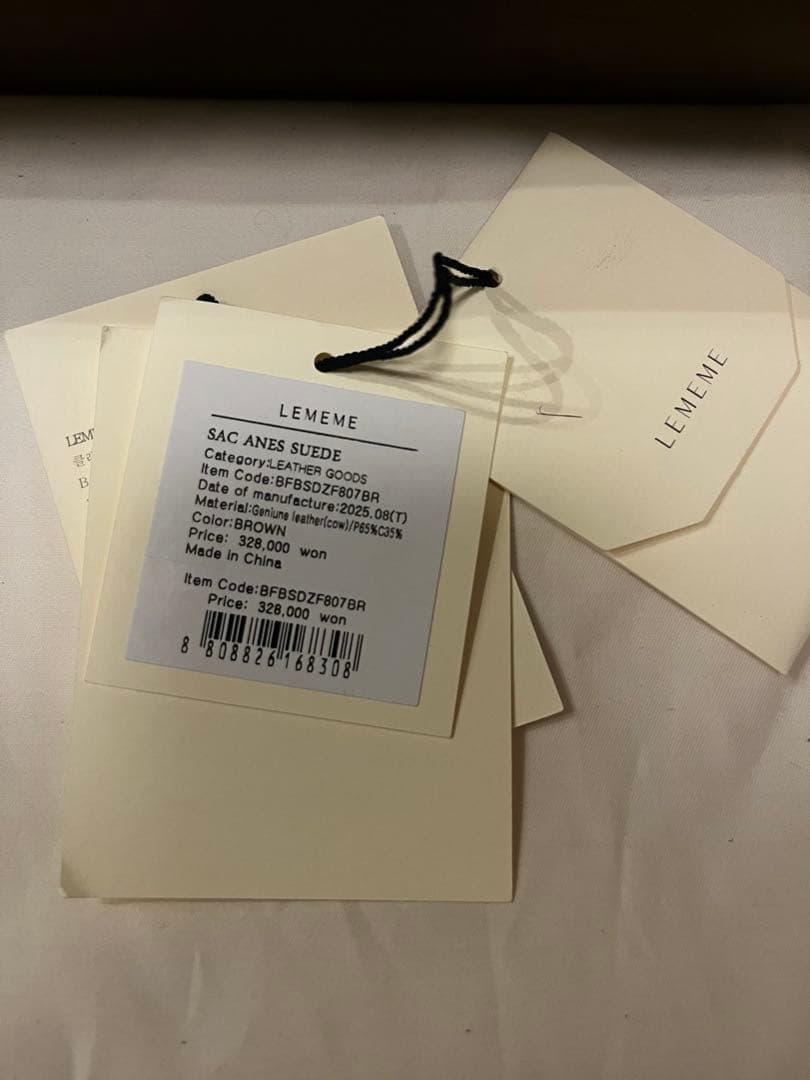 LEMEME
SAC ANES SUEDE
Category:LEATHER GOODS
Item Code:BFBSDZF807BR
Date of manufacture:2025.08(T)
Material:Geniune leather(cow)/P65%C35%
Color:BROWN
Price: 328,000 won
Made in China
Item Code:BFBSDZF807BR
Price: 328,000 won
8 808826 168308
LEMEME
LEM